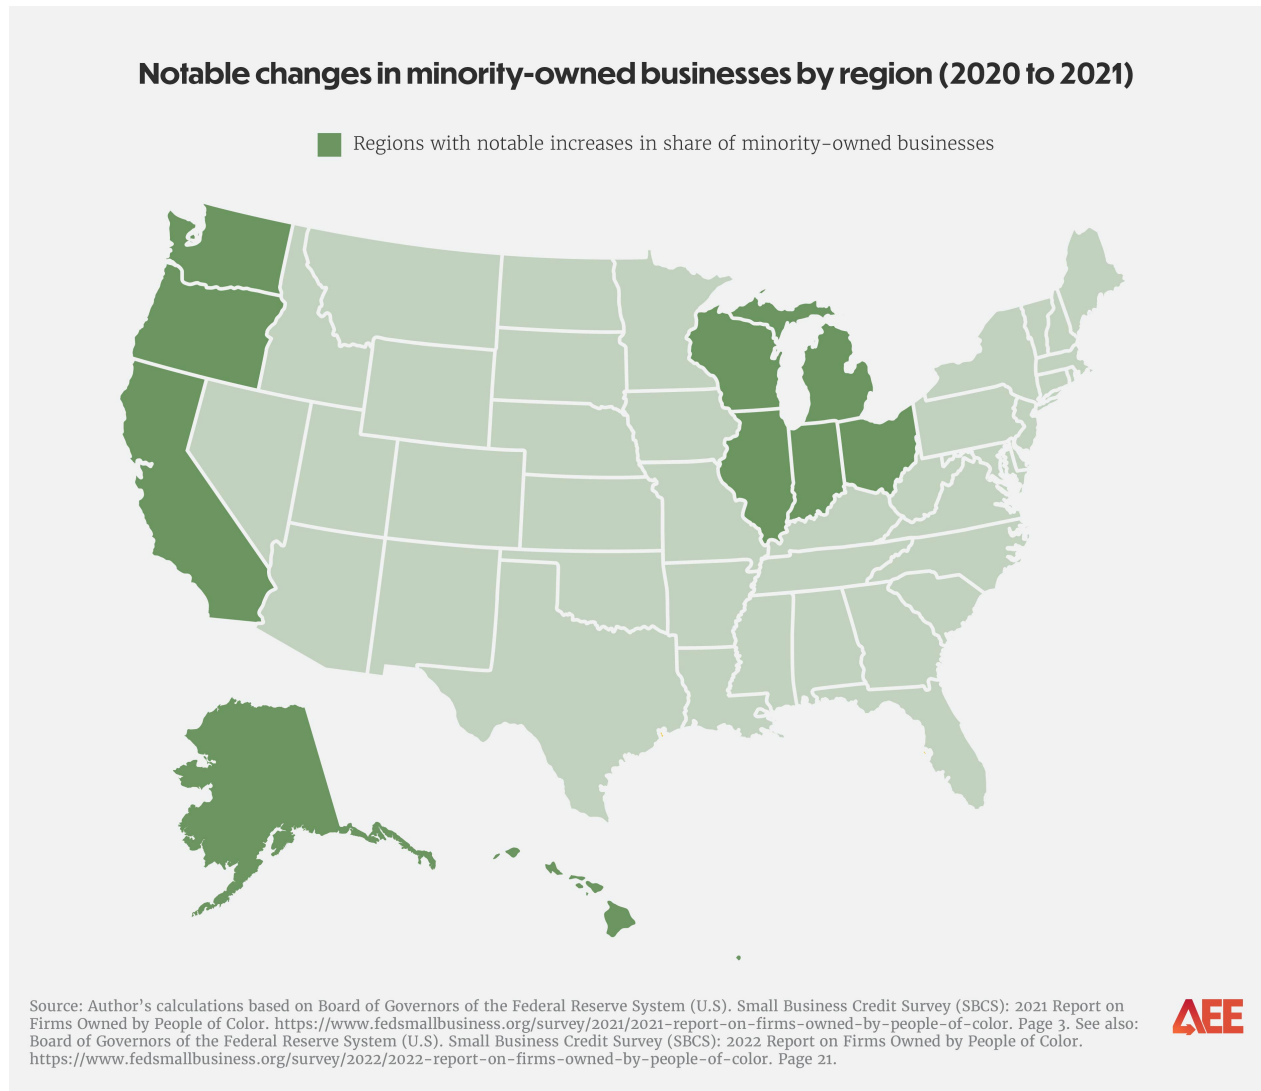 Notable changes in minority-owned businesses by region (2020 to 2021)
Regions with notable increases in share of minority-owned businesses
Source: Author's calculations based on Board of Governors of the Federal Reserve System (U.S). Small Business Credit Survey (SBCS): 2021 Report on
Firms Owned by People of Color. https://www.fedsmallbusiness.org/survey/2021/2021-report-on-firms-owned-by-people-of-color. Page 3. See also:
Board of Governors of the Federal Reserve System (U.S). Small Business Credit Survey (SBCS): 2022 Report on Firms Owned by People of Color.
https://www.fedsmallbusiness.org/survey/2022/2022-report-on-firms-owned-by-people-of-color. Page 21.
AEE